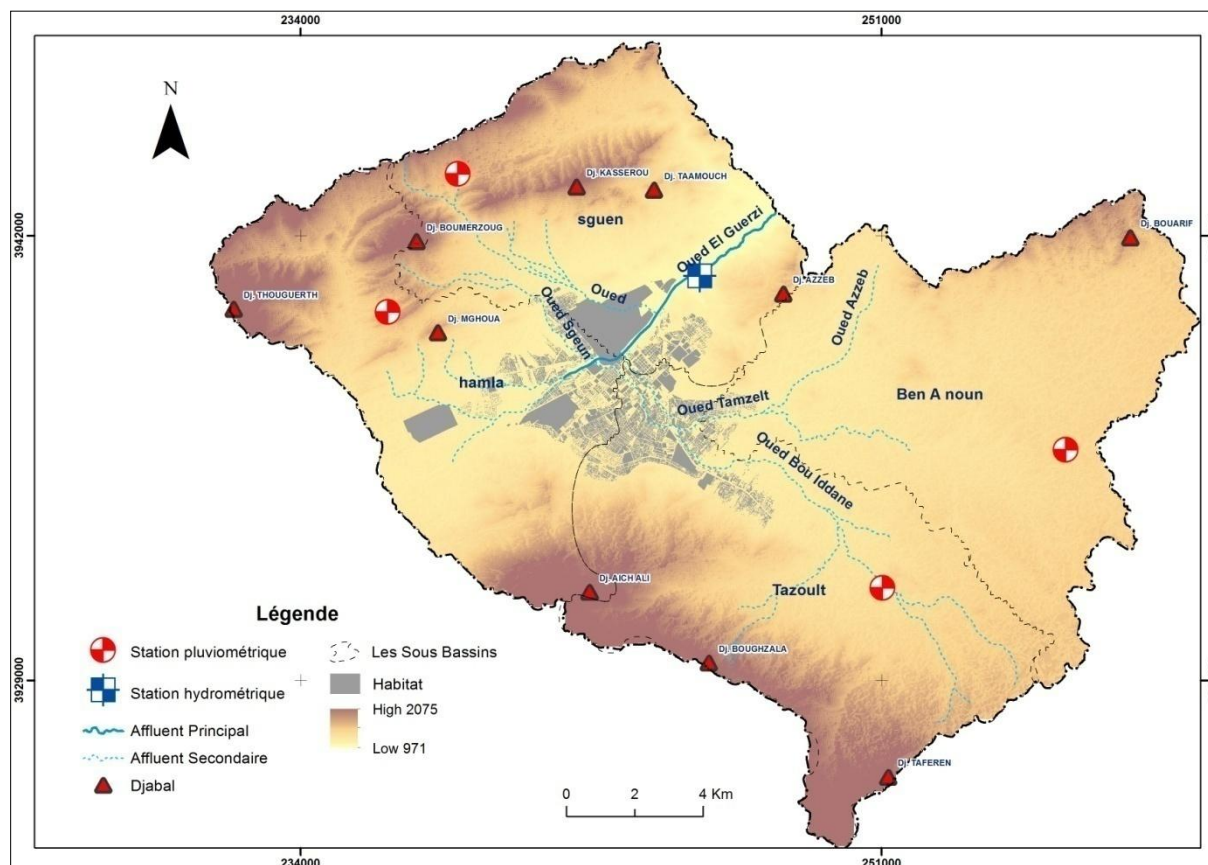 234000
251000
N
Dj. KASSEROU
Dj. TAAMOUCH
sguen
3942000
Dj. BOUMERZOUG
Oued El Guerzi
Dj. BOUARIF
Dj. THOUGUERTH
Oued
Oued Sgeun
Dj. AZZEB
Oued Azzeb
Dj. MGHOUA
hamla
Oued Tamzelt
Ben A noun
Oued Bou Iddane
Dj. AICH ALI
Tazoult
Dj. BOUGHZALA
Dj. TAFEREN
3929000
Légende
Station pluviométrique
Station hydrométrique
Affluent Principal
Affluent Secondaire
Djabal
Les Sous Bassins
Habitat
High 2075
Low 971
0 2 4 Km
234000
251000